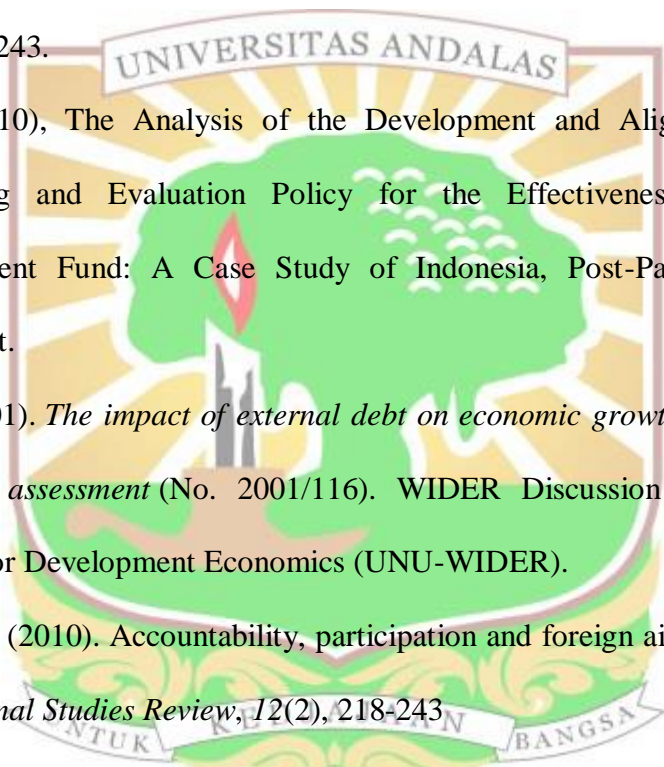 243.
UNIVERSITAS ANDALAS
10), The Analysis of the Development and Alig
g and Evaluation Policy for the Effectivenes
ent Fund: A Case Study of Indonesia, Post-Pa
t.
01). The impact of external debt on economic growt
assessment (No. 2001/116). WIDER Discussion
or Development Economics (UNU-WIDER).
(2010). Accountability, participation and foreign ai
nal Studies Review, 12(2), 218-243
NTUK KEDJAJAAN BANGSA